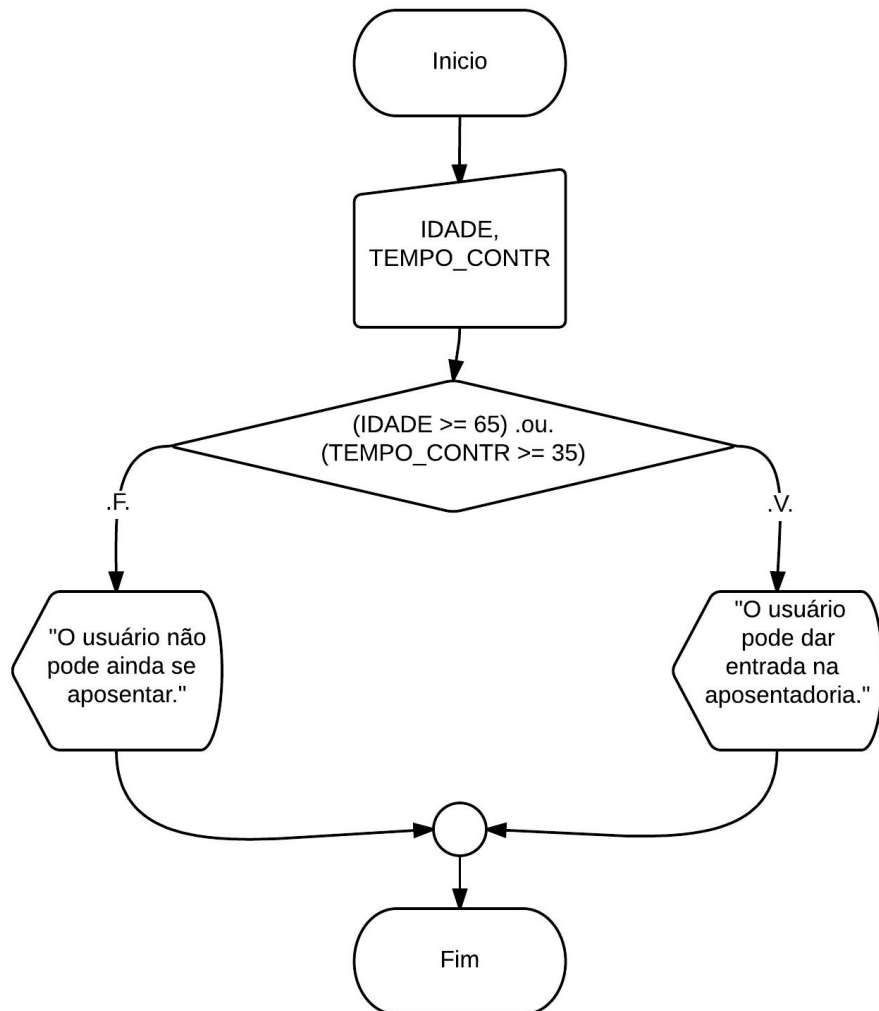 Inicio
IDADE,
TEMPO_CONTR
(IDADE >= 65) .ou.
(TEMPO_CONTR >= 35)
.F.
.V.
"O usuário não
pode ainda se
aposentar."
"O usuário
pode dar
entrada na
aposentadoria."
Fim